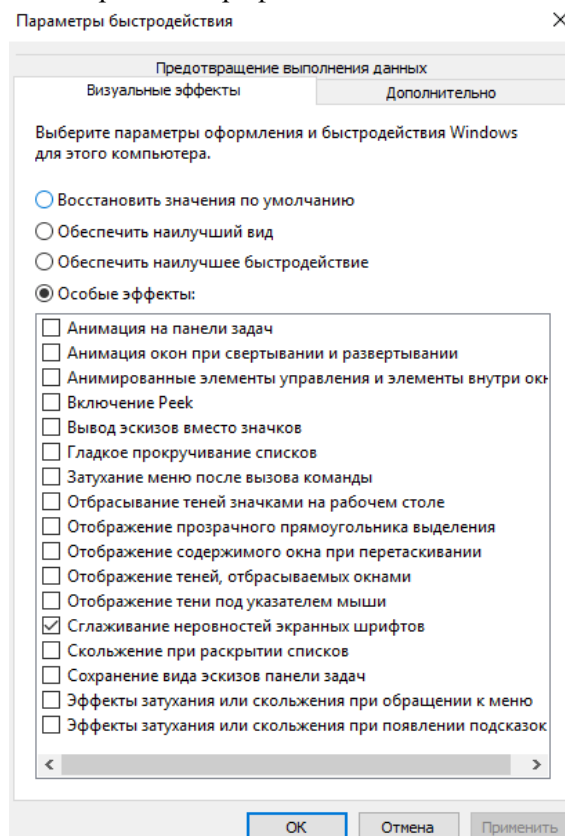 Параметры быстродействия
Предотвращение выполнения данных
Визуальные эффекты
Дополнительно
Выберите параметры оформления и быстродействия Windows
для этого компьютера.
Восстановить значения по умолчанию
Обеспечить наилучший вид
Обеспечить наилучшее быстродействие
Особые эффекты:
Анимация на панели задач
Анимация окон при свертывании и развертывании
Анимированные элементы управления и элементы внутри окн
Включение Peek
Вывод эскизов вместо значков
Гладкое прокручивание списков
Затухание меню после вызова команды
Отбрасывание теней значками на рабочем столе
Отображение прозрачного прямоугольника выделения
Отображение содержимого окна при перетаскивании
Отображение теней, отбрасываемых окнами
Отображение тени под указателем мыши
Сглаживание неровностей экранных шрифтов
Скольжение при раскрытии списков
Сохранение вида эскизов панели задач
Эффекты затухания или скольжения при обращении к меню
Эффекты затухания или скольжения при появлении подсказок
ОК
Отмена
Применить